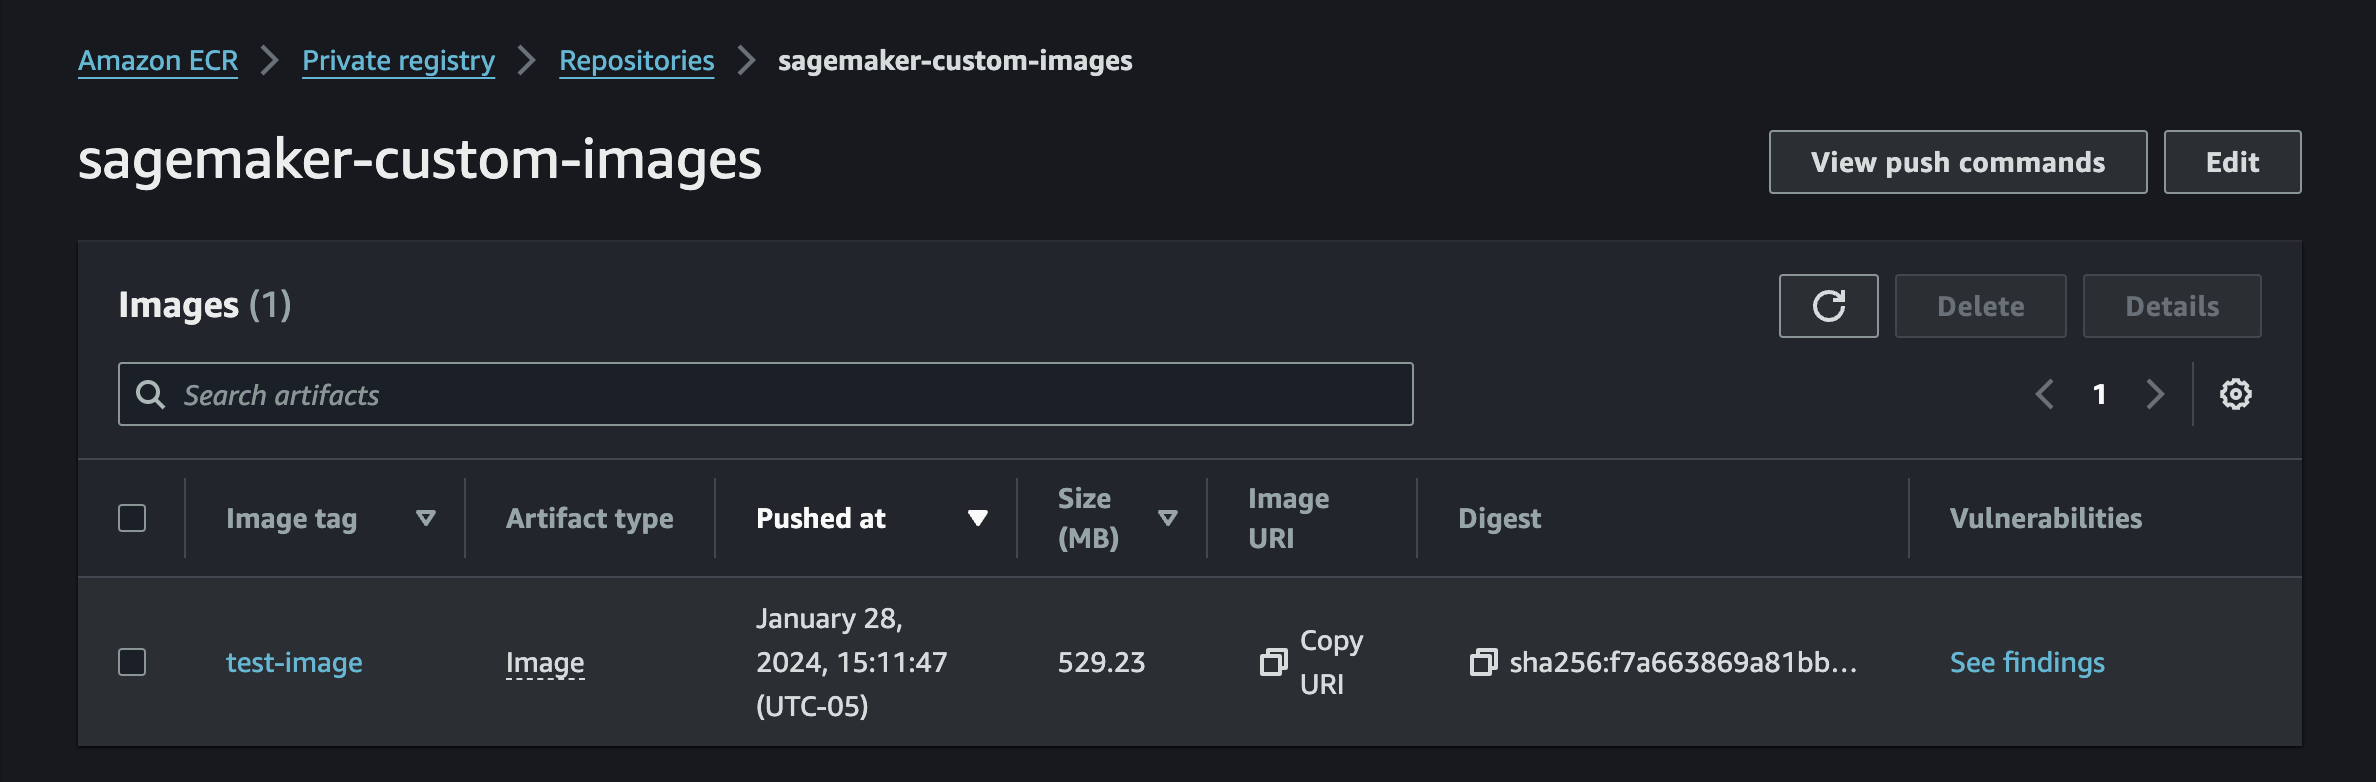 Amazon ECR > Private registry > Repositories > sagemaker-custom-images
sagemaker-custom-images
View push commands
Edit
Images (1)
Delete
Details
Search artifacts
1
Image tag
Artifact type
Pushed at
Size
(MB)
Image
URI
Digest
Vulnerabilities
test-image
Image
January 28,
2024, 15:11:47
(UTC-05)
529.23
Copy
URI
sha256:f7a663869a81bb...
See findings